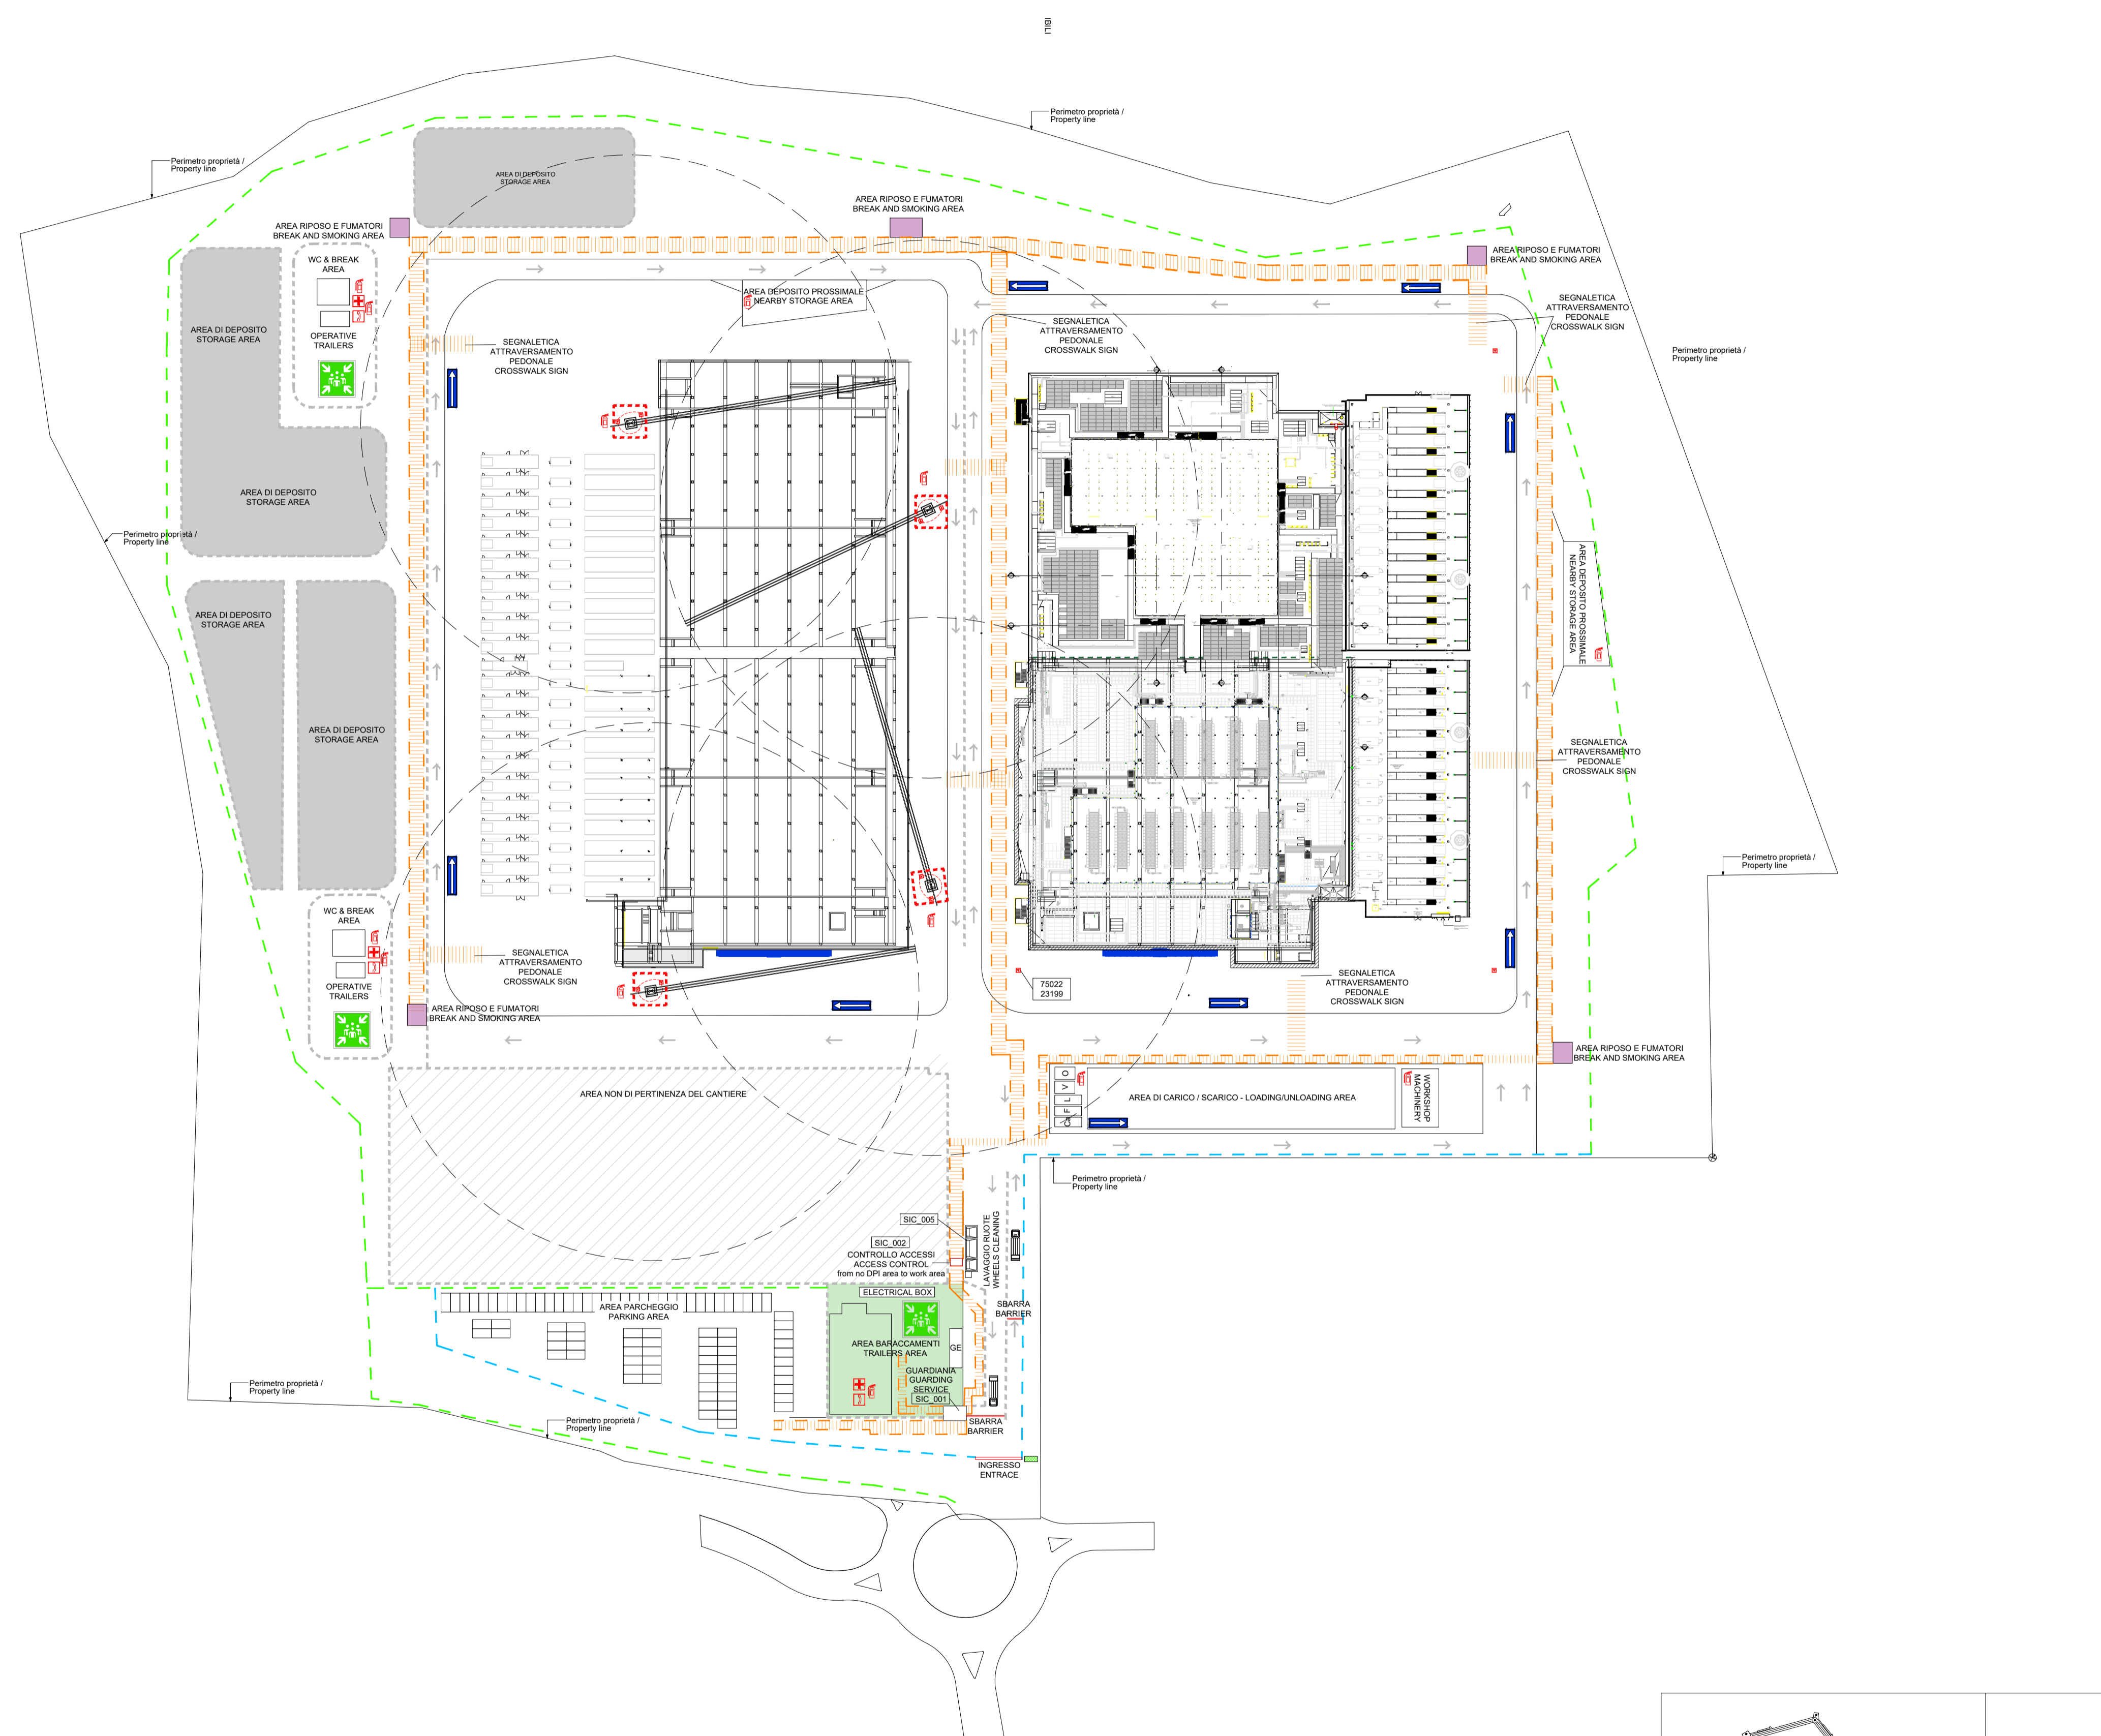 Perimetro proprietà /
Property line
Perimetro proprietà /
Property line
AREA DI DEPOSITO
STORAGE AREA
AREA RIPOSO E FUMATORI
BREAK AND SMOKING AREA
AREA RIPOSO E FUMATORI
BREAK AND SMOKING AREA
AREA RIPOSO E FUMATORI
BREAK AND SMOKING AREA
WC & BREAK
AREA
OPERATIVE
TRAILERS
AREA DI DEPOSITO
STORAGE AREA
AREA DEPOSITO PROSSIMALE
NEARBY STORAGE AREA
SEGNALETICA
ATTRAVERSAMENTO
PEDONALE
CROSSWALK SIGN
SEGNALETICA
ATTRAVERSAMENTO
PEDONALE
CROSSWALK SIGN
SEGNALETICA
ATTRAVERSAMENTO
PEDONALE
CROSSWALK SIGN
Perimetro proprietà /
Property line
AREA DI DEPOSITO
STORAGE AREA
Perimetro proprietà /
Property line
AREA DEPOSITO PROSSIMALE
NEARBY STORAGE AREA
AREA DI DEPOSITO
STORAGE AREA
AREA DI DEPOSITO
STORAGE AREA
SEGNALETICA
ATTRAVERSAMENTO
PEDONALE
CROSSWALK SIGN
Perimetro proprietà /
Property line
WC & BREAK
AREA
OPERATIVE
TRAILERS
SEGNALETICA
ATTRAVERSAMENTO
PEDONALE
CROSSWALK SIGN
75022
23199
SEGNALETICA
ATTRAVERSAMENTO
PEDONALE
CROSSWALK SIGN
AREA RIPOSO E FUMATORI
BREAK AND SMOKING AREA
AREA RIPOSO E FUMATORI
BREAK AND SMOKING AREA
AREA NON DI PERTINENZA DEL CANTIERE
O
V
L
F
AREA DI CARICO / SCARICO - LOADING/UNLOADING AREA
WORKSHOP
MACHINERY
Perimetro proprietà /
Property line
SIC_005
SIC_002
CONTROLLO ACCESSI
ACCESS CONTROL
from no DPI area to work area
LAVAGGIO RUOTE
WHEELS CLEANING
ELECTRICAL BOX
SBARRA
BARRIER
AREA PARCHEGGIO
PARKING AREA
AREA BARACCAMENTI
TRAILERS AREA
GE
GUARDIANIA
GUARDING
SERVICE
SIC_001
SBARRA
BARRIER
Perimetro proprietà /
Property line
Perimetro proprietà /
Property line
INGRESSO
ENTRACE